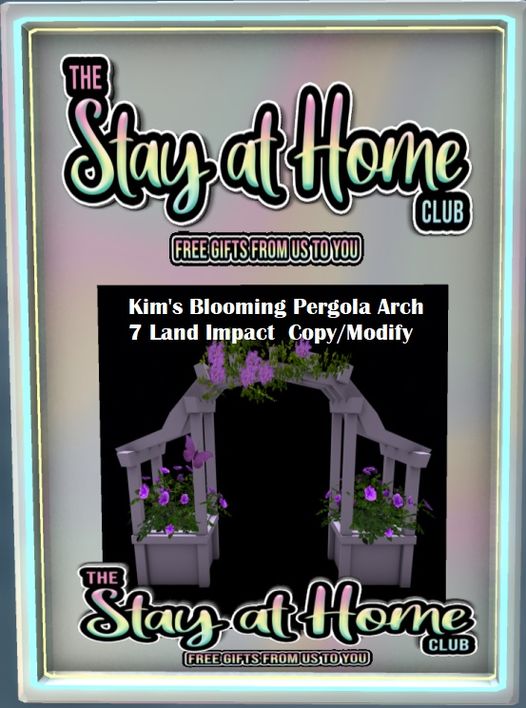 THE
Stay at Home
CLUB
FREE GIFTS FROM US TO YOU
Kim's Blooming Pergola Arch
7 Land Impact  Copy/Modify
THE
Stay at Home
CLUB
FREE GIFTS FROM US TO YOU